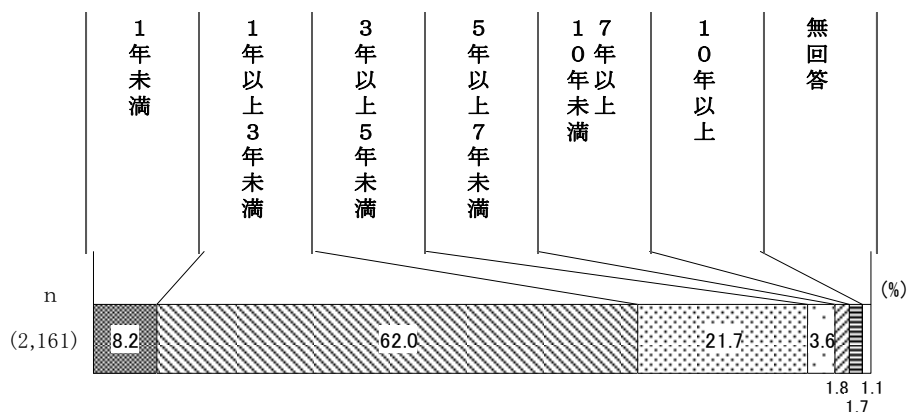 1年未満
1年以上3年未満
3年以上5年未満
5年以上7年未満
7年以上
10年未満
10年以上
無回答
(%)
n
(2,161)
8.2
62.0
21.7
3.6
1.8
1.7
1.1